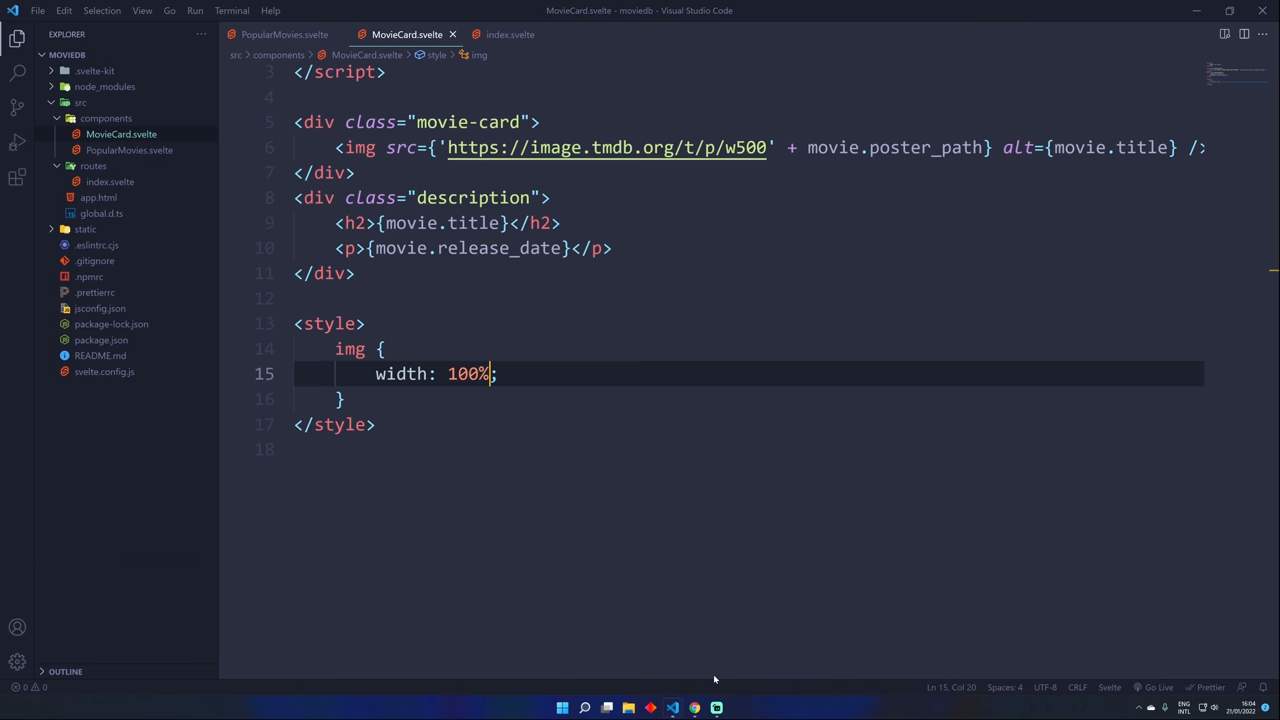 File Edit Selection View Go Run Terminal Help
MovieCard.svelte - moviedb - Visual Studio Code
EXPLORER
MOVIEDB
.svelte-kit
node_modules
src
components
MovieCard.svelte
PopularMovies.svelte
routes
index.svelte
app.html
global.d.ts
static
.eslintrc.cjs
.gitignore
.npmrc
.prettierrc
jsconfig.json
package-lock.json
package.json
README.md
svelte.config.js
OUTLINE
PopularMovies.svelte MovieCard.svelte index.svelte
src > components > MovieCard.svelte > style > img
3 </script>
4
5 <div class="movie-card">
6 <img src={'https://image.tmdb.org/t/p/w500' + movie.poster_path} alt={movie.title} />
7 </div>
8 <div class="description">
9 <h2>{movie.title}</h2>
10 <p>{movie.release_date}</p>
11 </div>
12
13 <style>
14 img {
15 width: 100%;
16 }
17 </style>
18
0 0 Ln 15, Col 20 Spaces: 4 UTF-8 CRLF Svelte Go Live Prettier
ENG
INTL
16:04
21/01/2022
2